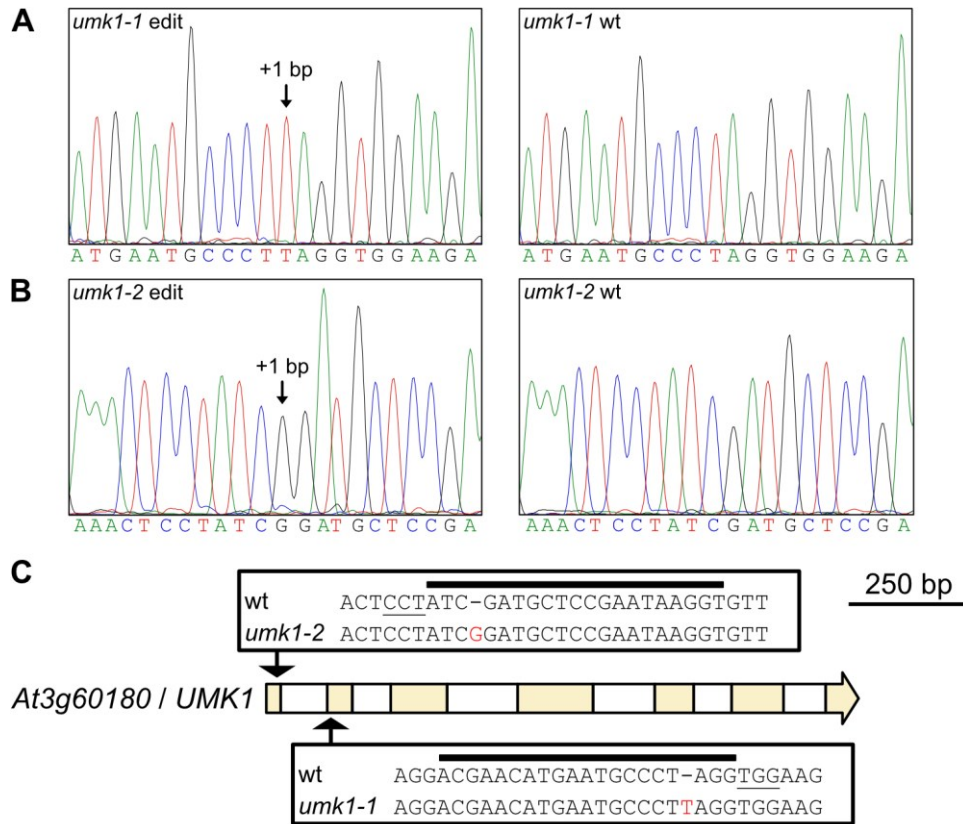 A
umk1-1 edit
+1 bp
ATGAATGCCCTTAGGTGGAAGA
umk1-1 wt
ATGAATGCCCTAGGTGGAAGA
B
umk1-2 edit
+1 bp
AAACTCCTATCGGATGCTCCGA
umk1-2 wt
AAACTCCTATCGATGCTCCGA
C
wt ACTCCTATC-GATGCTCCGAATAAGGTGTT
umk1-2 ACTCCTATCGGATGCTCCGAATAAGGTGTT
250 bp
At3g60180 / UMK1
wt AGGACGAACATGAATGCCCT-AGGTGGAAG
umk1-1 AGGACGAACATGAATGCCCTTAGGTGGAAG